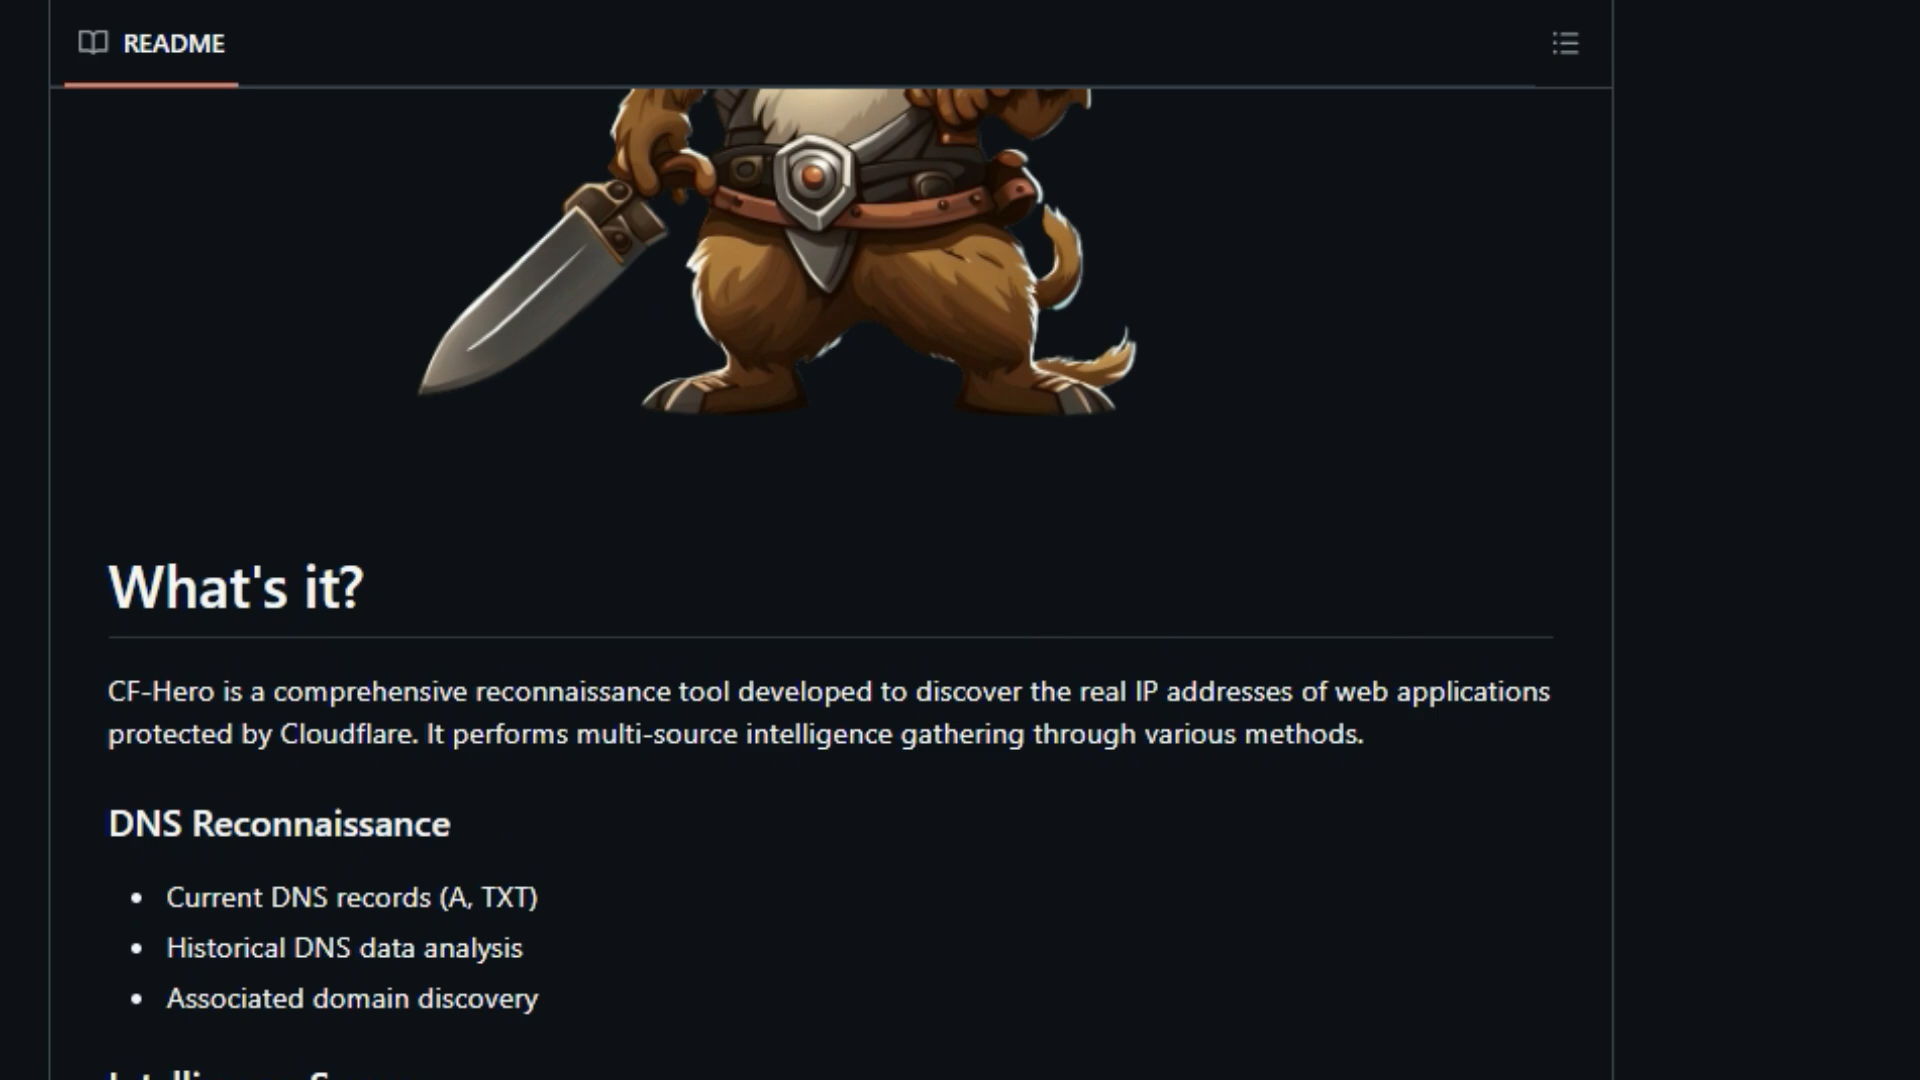 README
What's it?
CF-Hero is a comprehensive reconnaissance tool developed to discover the real IP addresses of web applications
protected by Cloudflare. It performs multi-source intelligence gathering through various methods.
DNS Reconnaissance
Current DNS records (A, TXT)
Historical DNS data analysis
Associated domain discovery